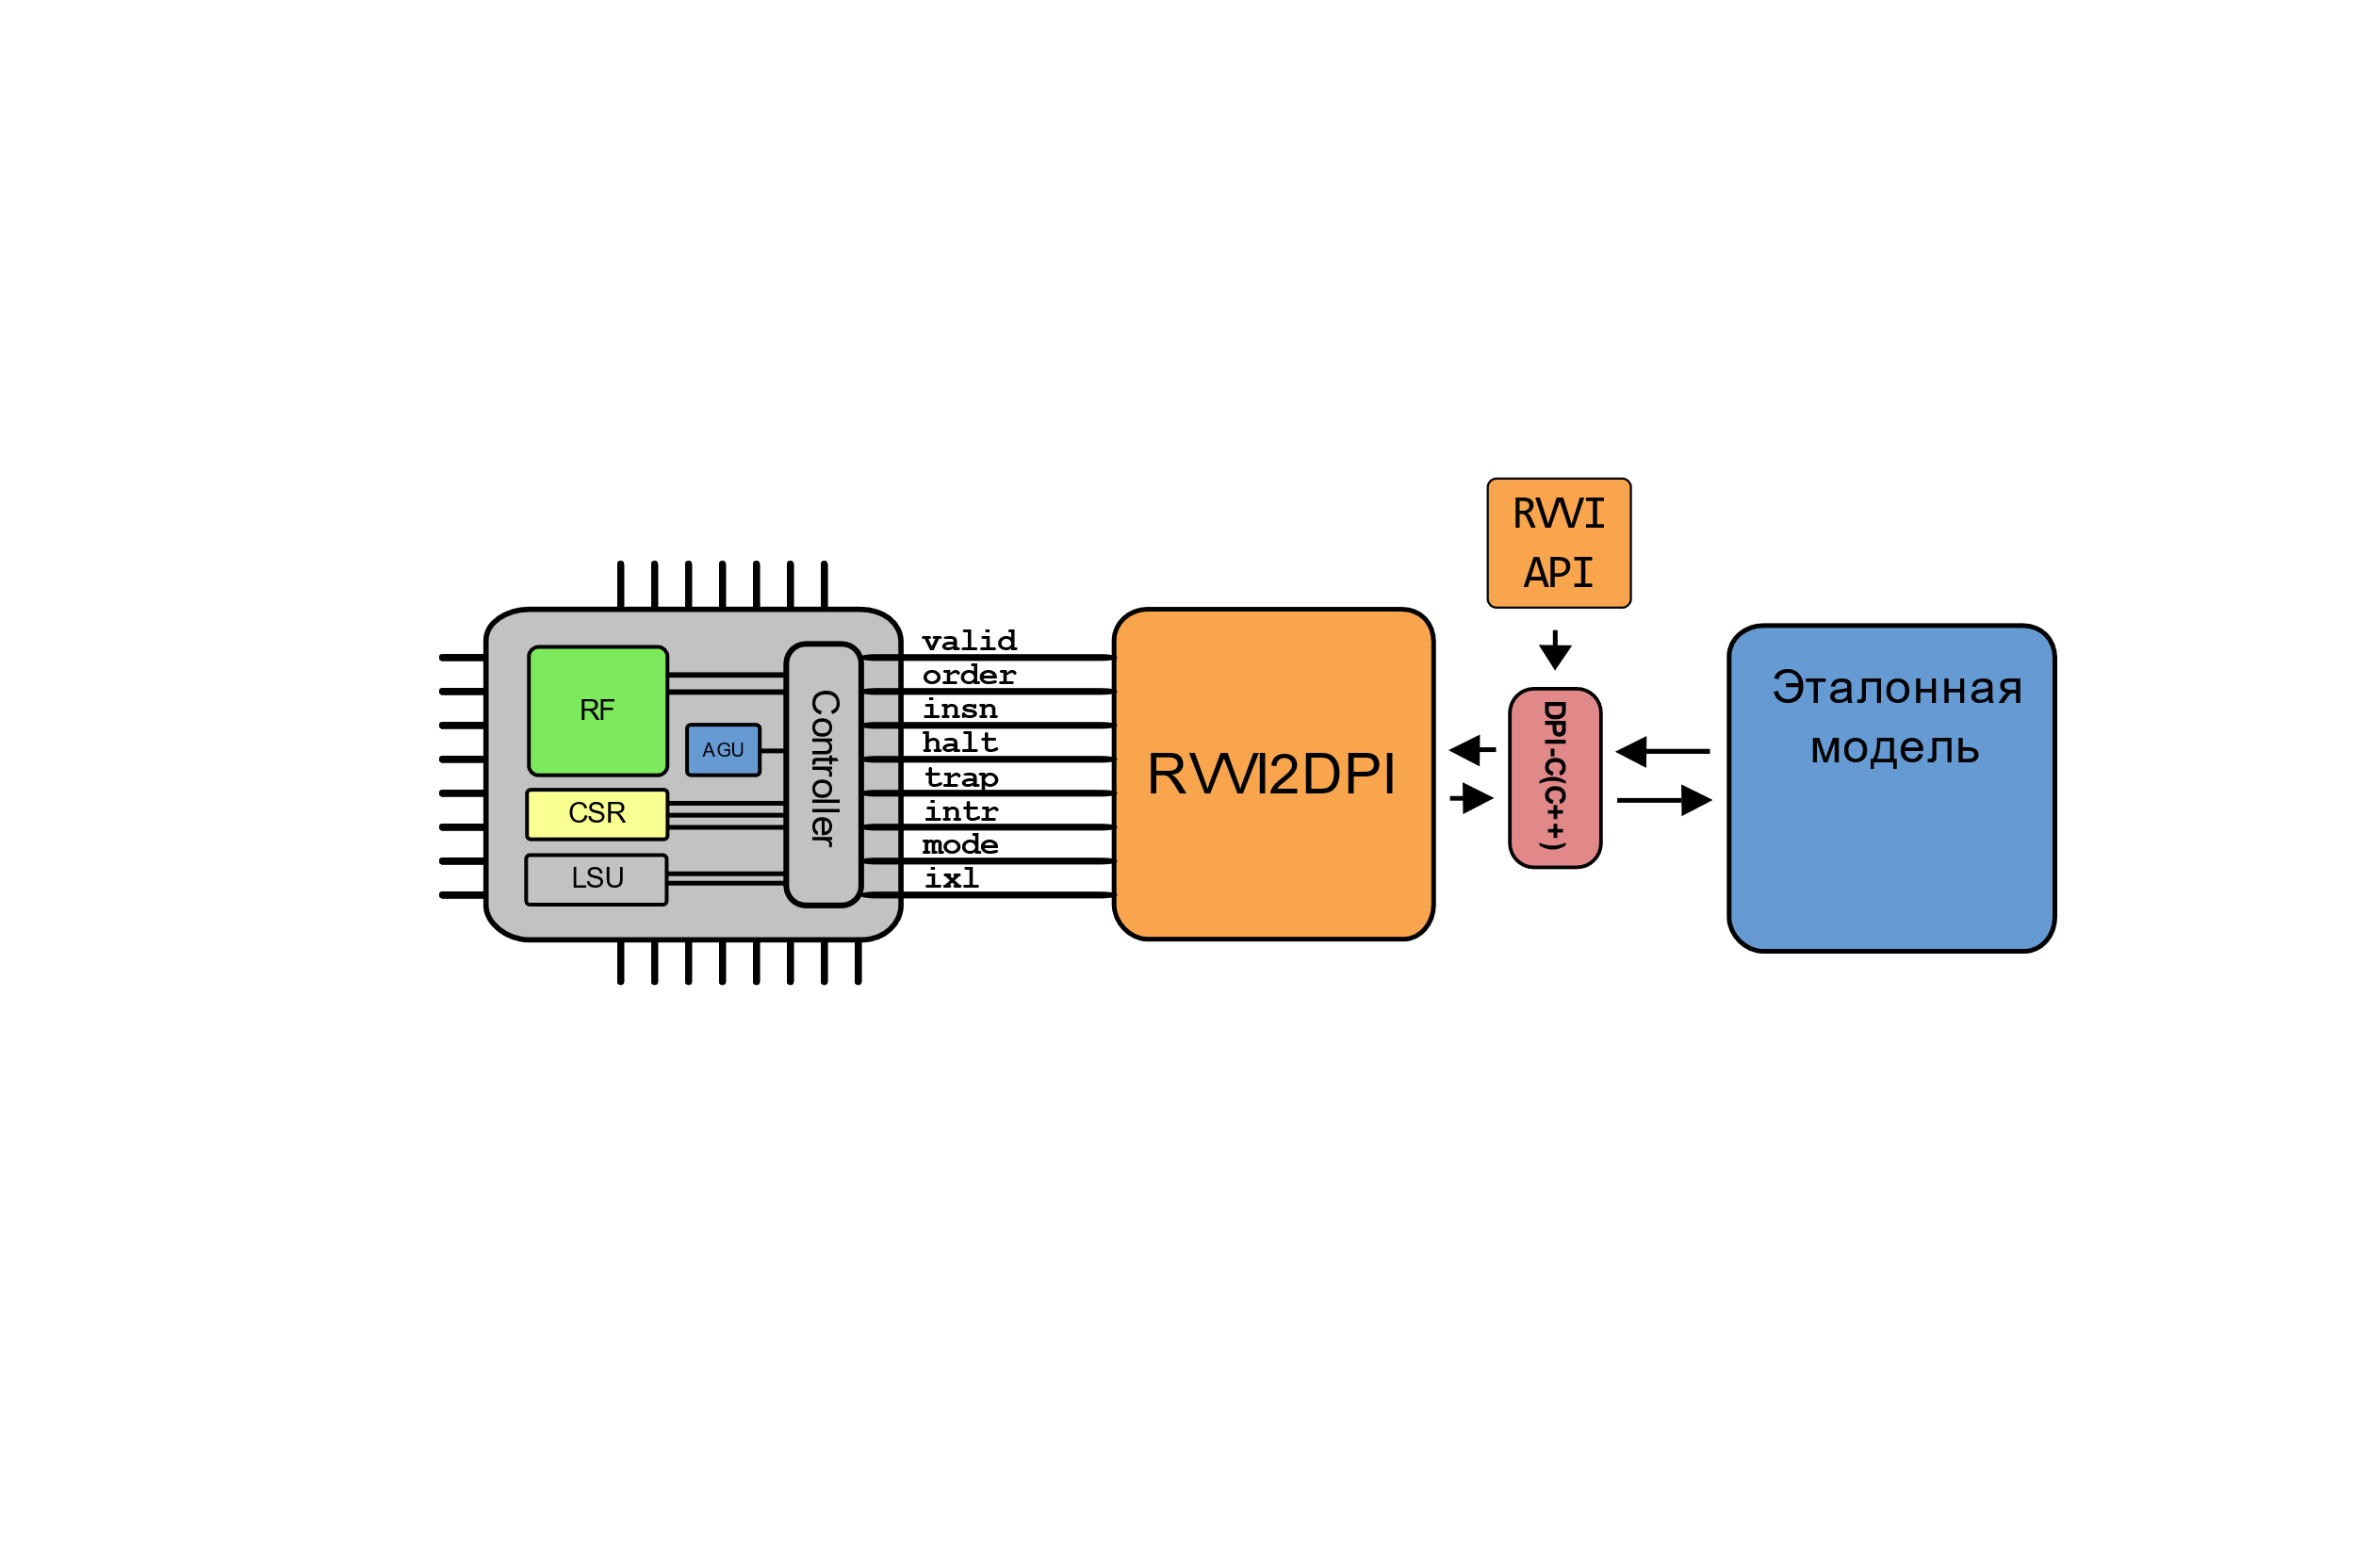 RF
AGU
CSR
LSU
Controller
valid
order
insn
halt
trap
intr
mode
ixl
RVVI2DPI
RVVI
API
DPI-C(C++)
Эталонная
модель